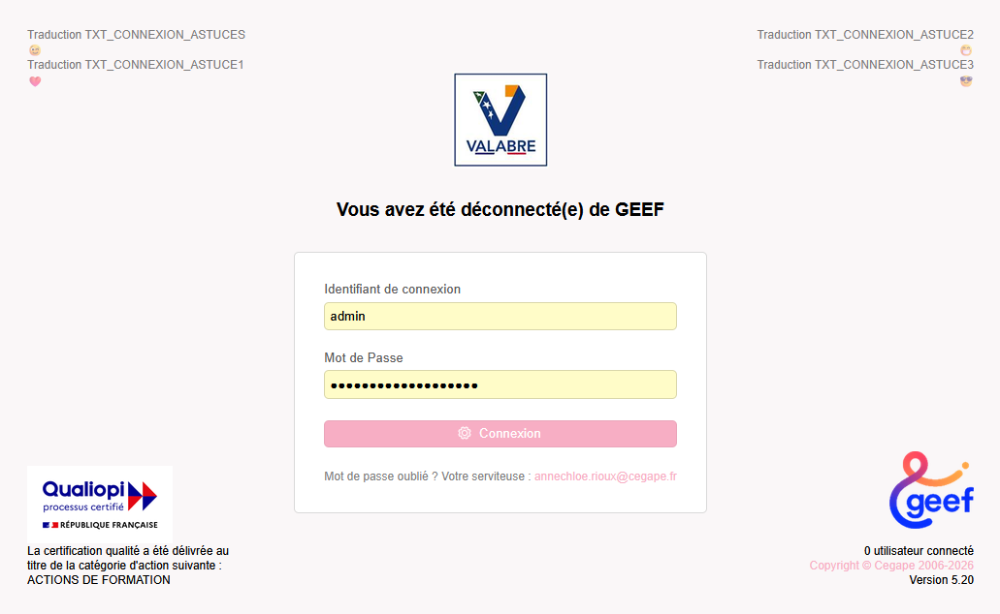 Traduction TXT_CONNEXION_ASTUCES
Traduction TXT_CONNEXION_ASTUCE1
Traduction TXT_CONNEXION_ASTUCE2
Traduction TXT_CONNEXION_ASTUCE3
VALABRE
Vous avez été déconnecté(e) de GEEF
Identifiant de connexion
admin
Mot de Passe
•••••••••••••••••••
Connexion
Mot de passe oublié ? Votre serviteuse : annechloe.rioux@cegape.fr
Qualiopi
processus certifié
RÉPUBLIQUE FRANÇAISE
La certification qualité a été délivrée au
titre de la catégorie d'action suivante :
ACTIONS DE FORMATION
geef
0 utilisateur connecté
Copyright © Cegape 2006-2026
Version 5.20